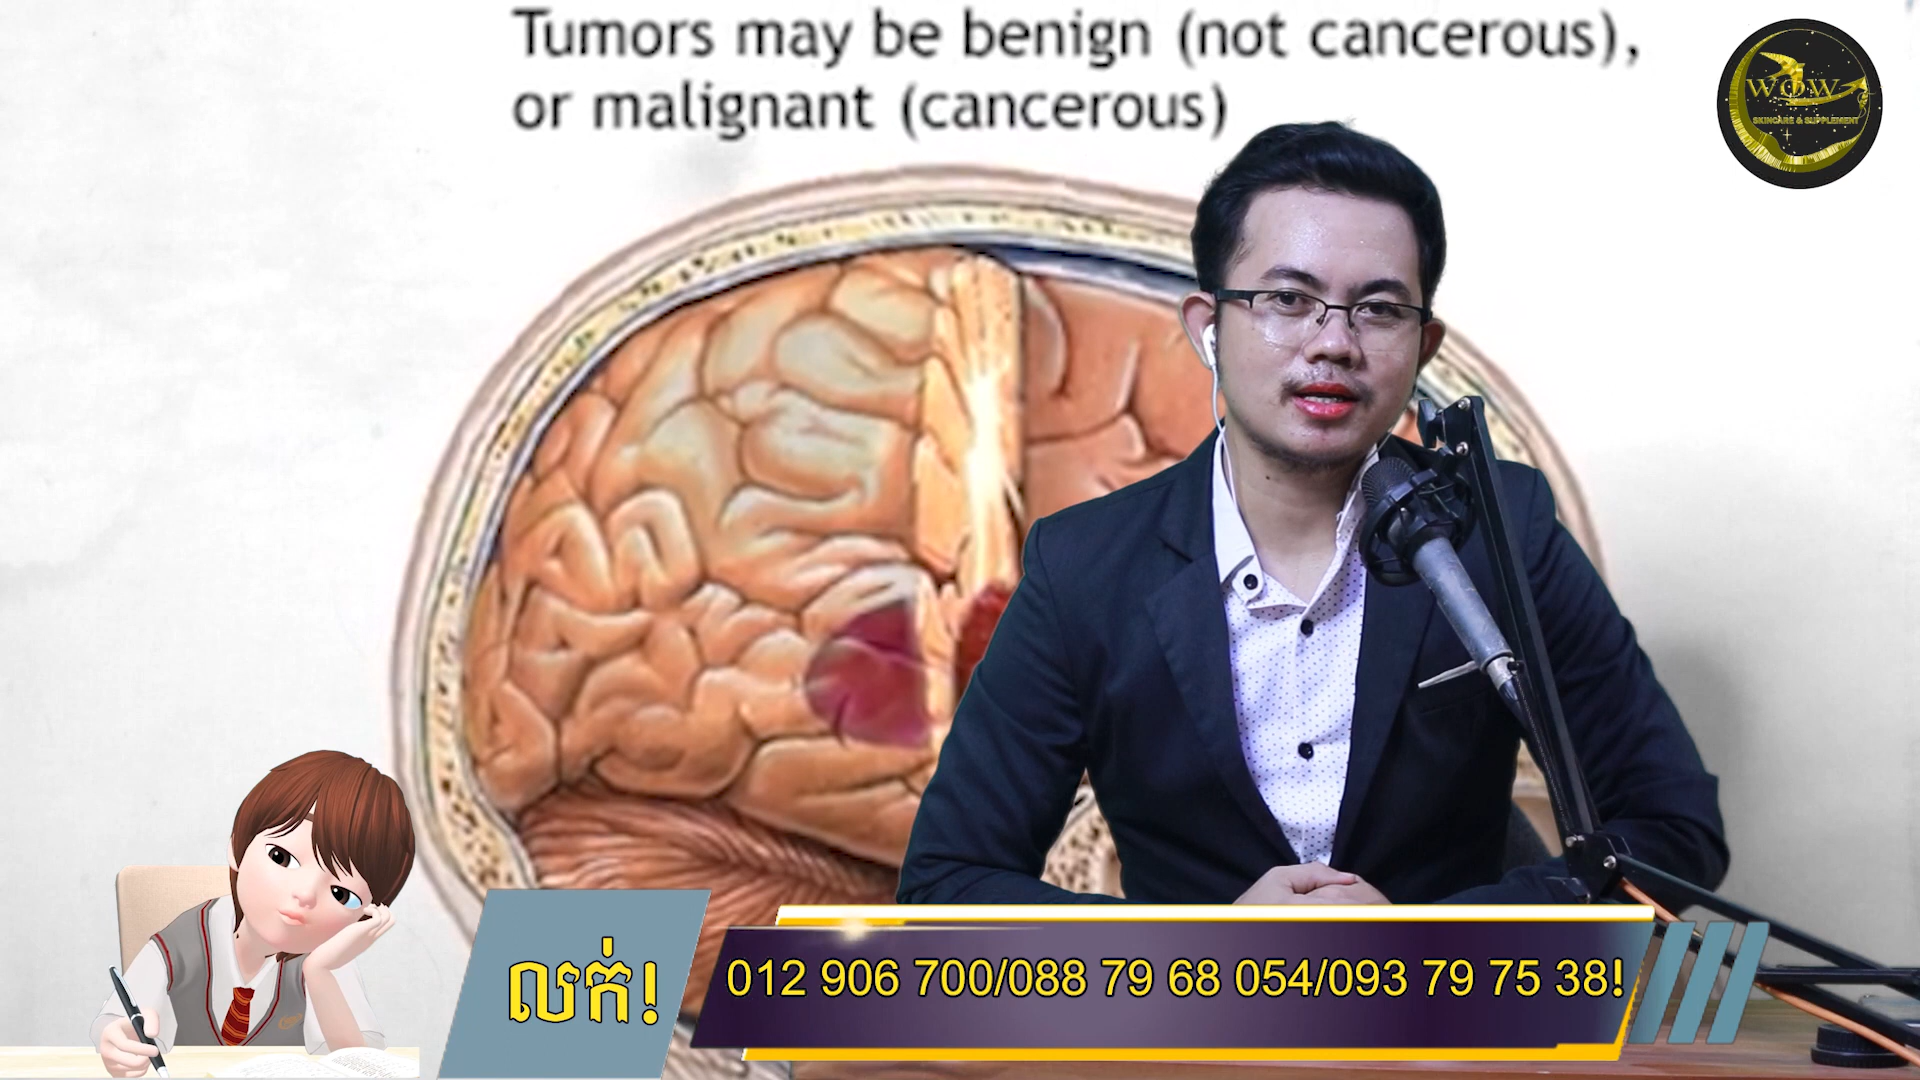 Tumors may be benign (not cancerous),
or malignant (cancerous)
WOW
SKINCARE & SUPPLEMENT
លក់!
012 906 700/088 79 68 054/093 79 75 38!